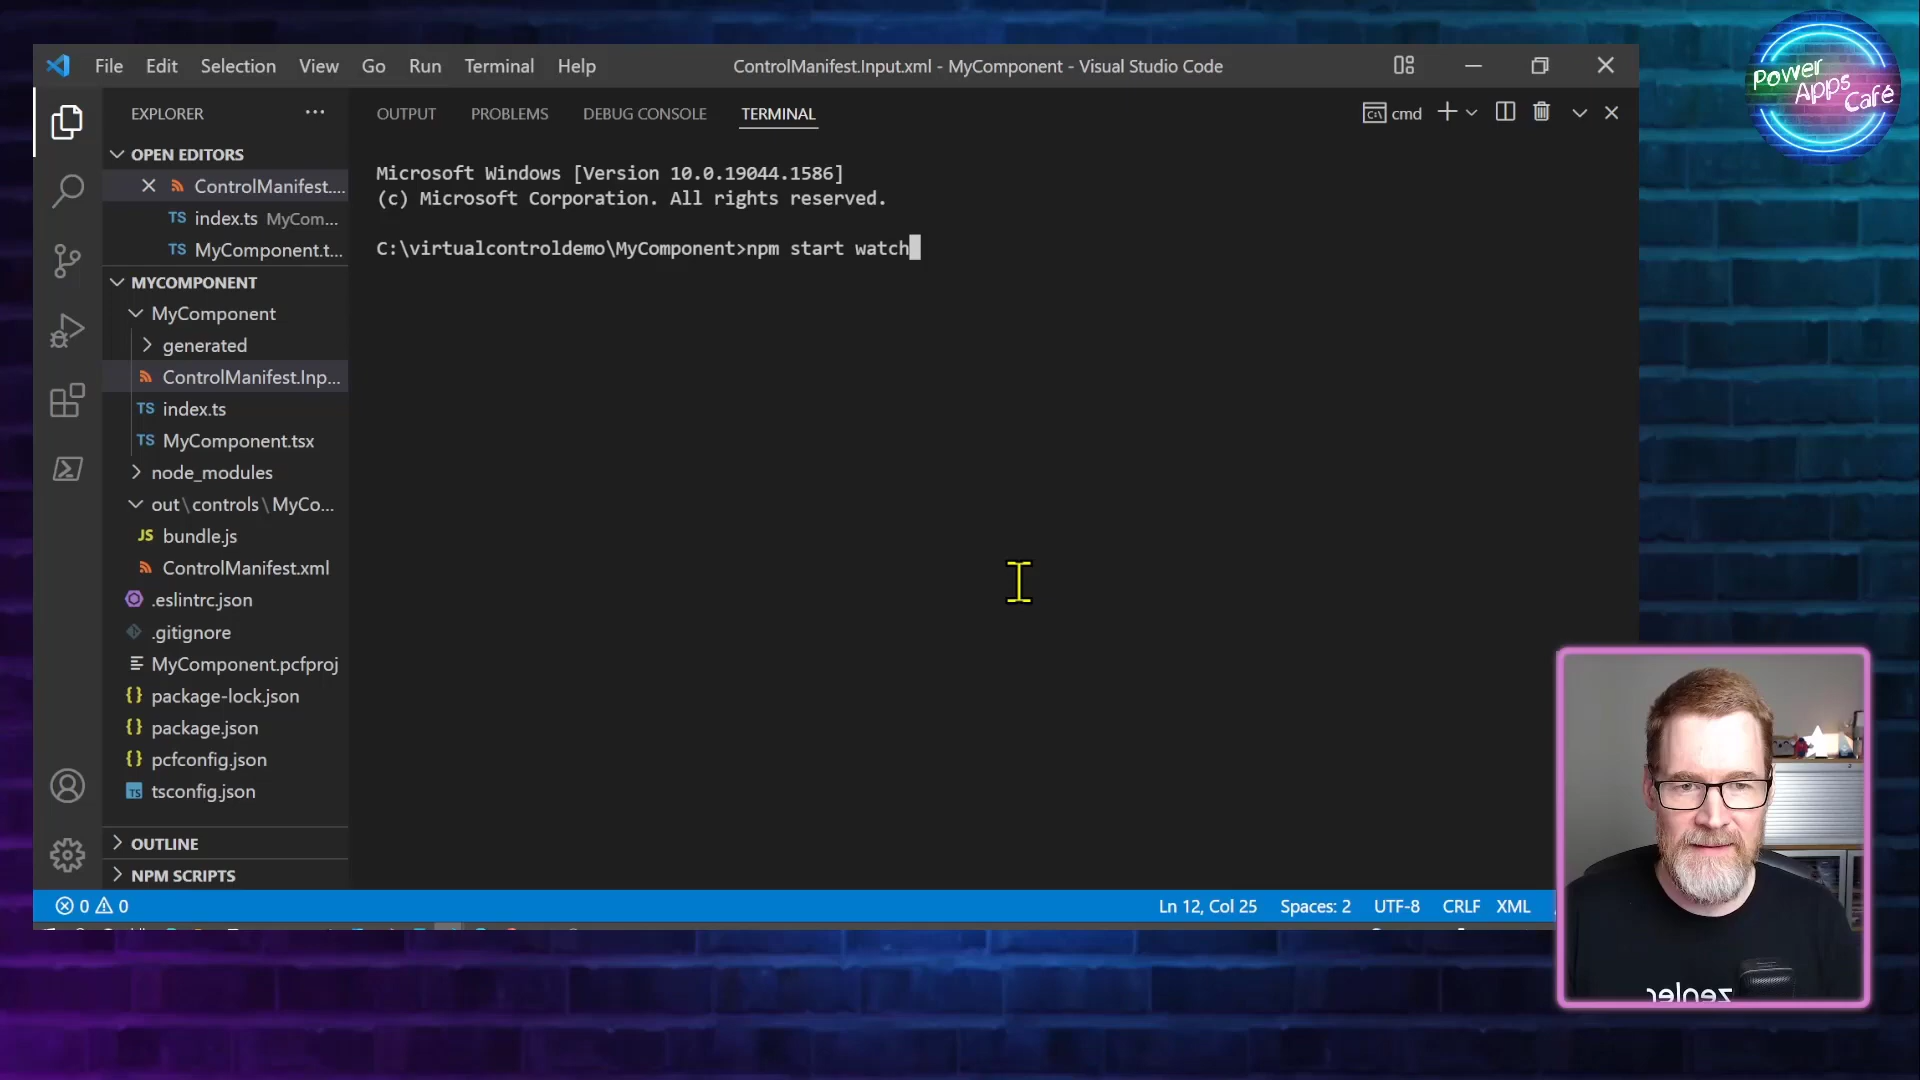 File Edit Selection View Go Run Terminal Help
ControlManifest.Input.xml - MyComponent - Visual Studio Code
Power Apps Café
EXPLORER
OPEN EDITORS
ControlManifest....
TS index.ts MyCom...
TS MyComponent.t...
MYCOMPONENT
MyComponent
generated
ControlManifest.Inp...
TS index.ts
TS MyComponent.tsx
node_modules
out\controls\MyCo...
JS bundle.js
ControlManifest.xml
.eslintrc.json
.gitignore
MyComponent.pcfproj
{} package-lock.json
{} package.json
{} pcfconfig.json
TS tsconfig.json
OUTLINE
NPM SCRIPTS
OUTPUT PROBLEMS DEBUG CONSOLE TERMINAL
cmd
Microsoft Windows [Version 10.0.19044.1586]
(c) Microsoft Corporation. All rights reserved.
C:\virtualcontroldemo\MyComponent>npm start watch
0 0
Ln 12, Col 25 Spaces: 2 UTF-8 CRLF XML